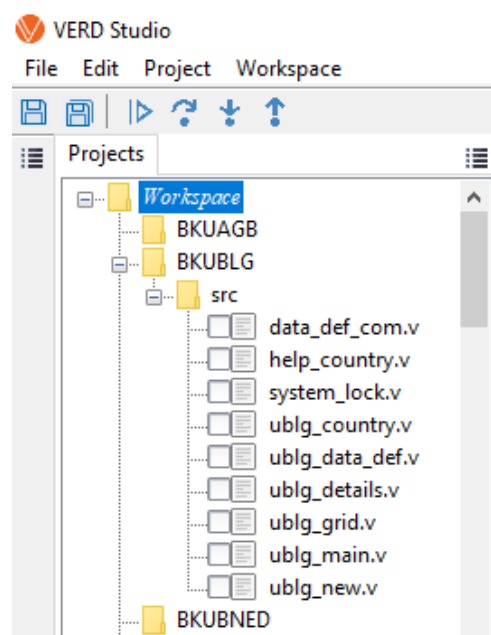 VERD Studio
File Edit Project Workspace
Projects
Workspace
BKUAGB
BKUBLG
src
data_def_com.v
help_country.v
system_lock.v
ublg_country.v
ublg_data_def.v
ublg_details.v
ublg_grid.v
ublg_main.v
ublg_new.v
BKUBNED